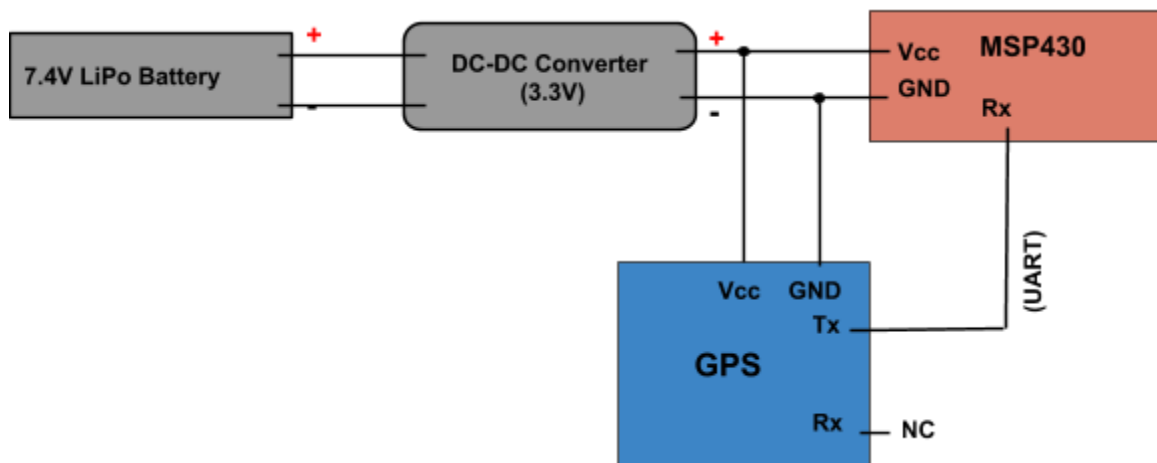 7.4V LiPo Battery
+
-
DC-DC Converter
(3.3V)
+
-
MSP430
Vcc
GND
Rx
(UART)
Vcc GND
Tx
GPS
Rx
NC